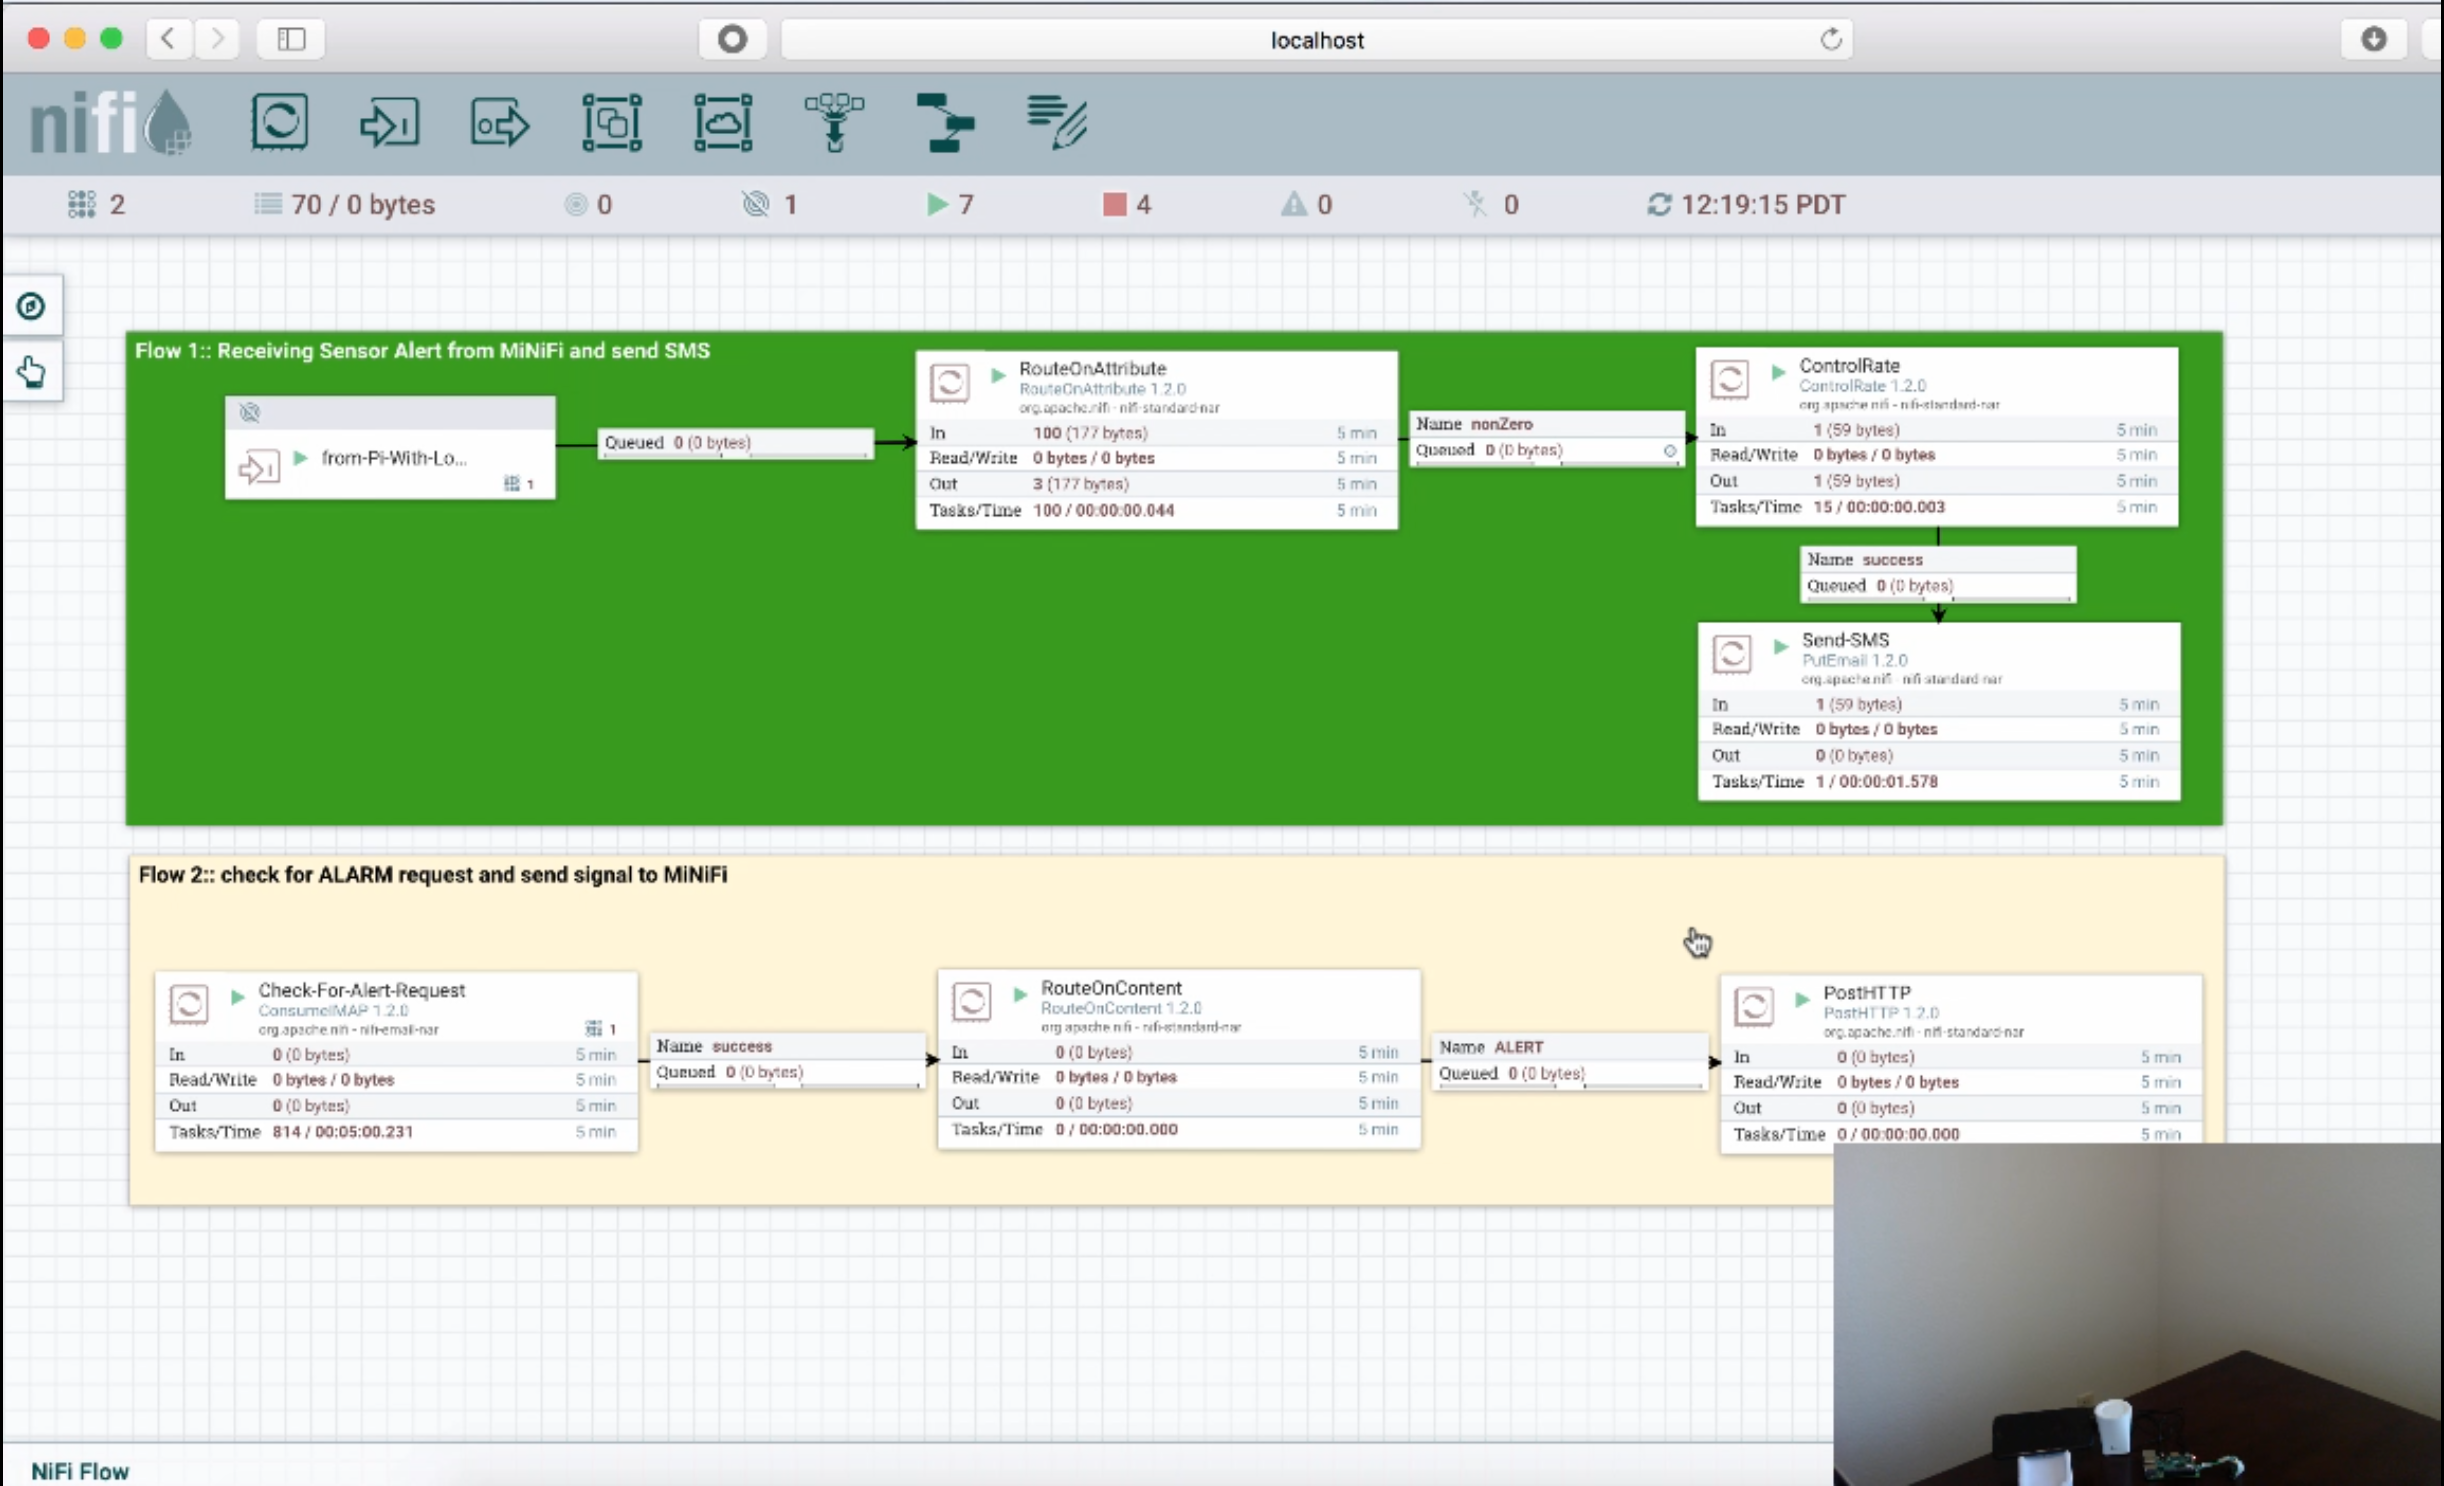 localhost
nifi
2 70 / 0 bytes 0 1 7 4 0 0 12:19:15 PDT
Flow 1:: Receiving Sensor Alert from MiNiFi and send SMS
from-Pi-With-Lo...
1
Queued 0 (0 bytes)
RouteOnAttribute
RouteOnAttribute 1.2.0
org.apache.nifi - nifi-standard-nar
In 100 (177 bytes) 5 min
Read/Write 0 bytes / 0 bytes 5 min
Out 3 (177 bytes) 5 min
Tasks/Time 100 / 00:00:00.044 5 min
Name nonZero
Queued 0 (0 bytes)
ControlRate
ControlRate 1.2.0
org.apache.nifi - nifi-standard-nar
In 1 (59 bytes) 5 min
Read/Write 0 bytes / 0 bytes 5 min
Out 1 (59 bytes) 5 min
Tasks/Time 15 / 00:00:00.003 5 min
Name success
Queued 0 (0 bytes)
Send-SMS
PutEmail 1.2.0
org.apache.nifi - nifi-standard-nar
In 1 (59 bytes) 5 min
Read/Write 0 bytes / 0 bytes 5 min
Out 0 (0 bytes) 5 min
Tasks/Time 1 / 00:00:01.578 5 min
Flow 2:: check for ALARM request and send signal to MiNiFi
Check-For-Alert-Request
ConsumeIMAP 1.2.0
org.apache.nifi - nifi-email-nar
1
In 0 (0 bytes) 5 min
Read/Write 0 bytes / 0 bytes 5 min
Out 0 (0 bytes) 5 min
Tasks/Time 814 / 00:05:00.231 5 min
Name success
Queued 0 (0 bytes)
RouteOnContent
RouteOnContent 1.2.0
org.apache.nifi - nifi-standard-nar
In 0 (0 bytes) 5 min
Read/Write 0 bytes / 0 bytes 5 min
Out 0 (0 bytes) 5 min
Tasks/Time 0 / 00:00:00.000 5 min
Name ALERT
Queued 0 (0 bytes)
PostHTTP
PostHTTP 1.2.0
org.apache.nifi - nifi-standard-nar
In 0 (0 bytes) 5 min
Read/Write 0 bytes / 0 bytes 5 min
Out 0 (0 bytes) 5 min
Tasks/Time 0 / 00:00:00.000 5 min
NiFi Flow